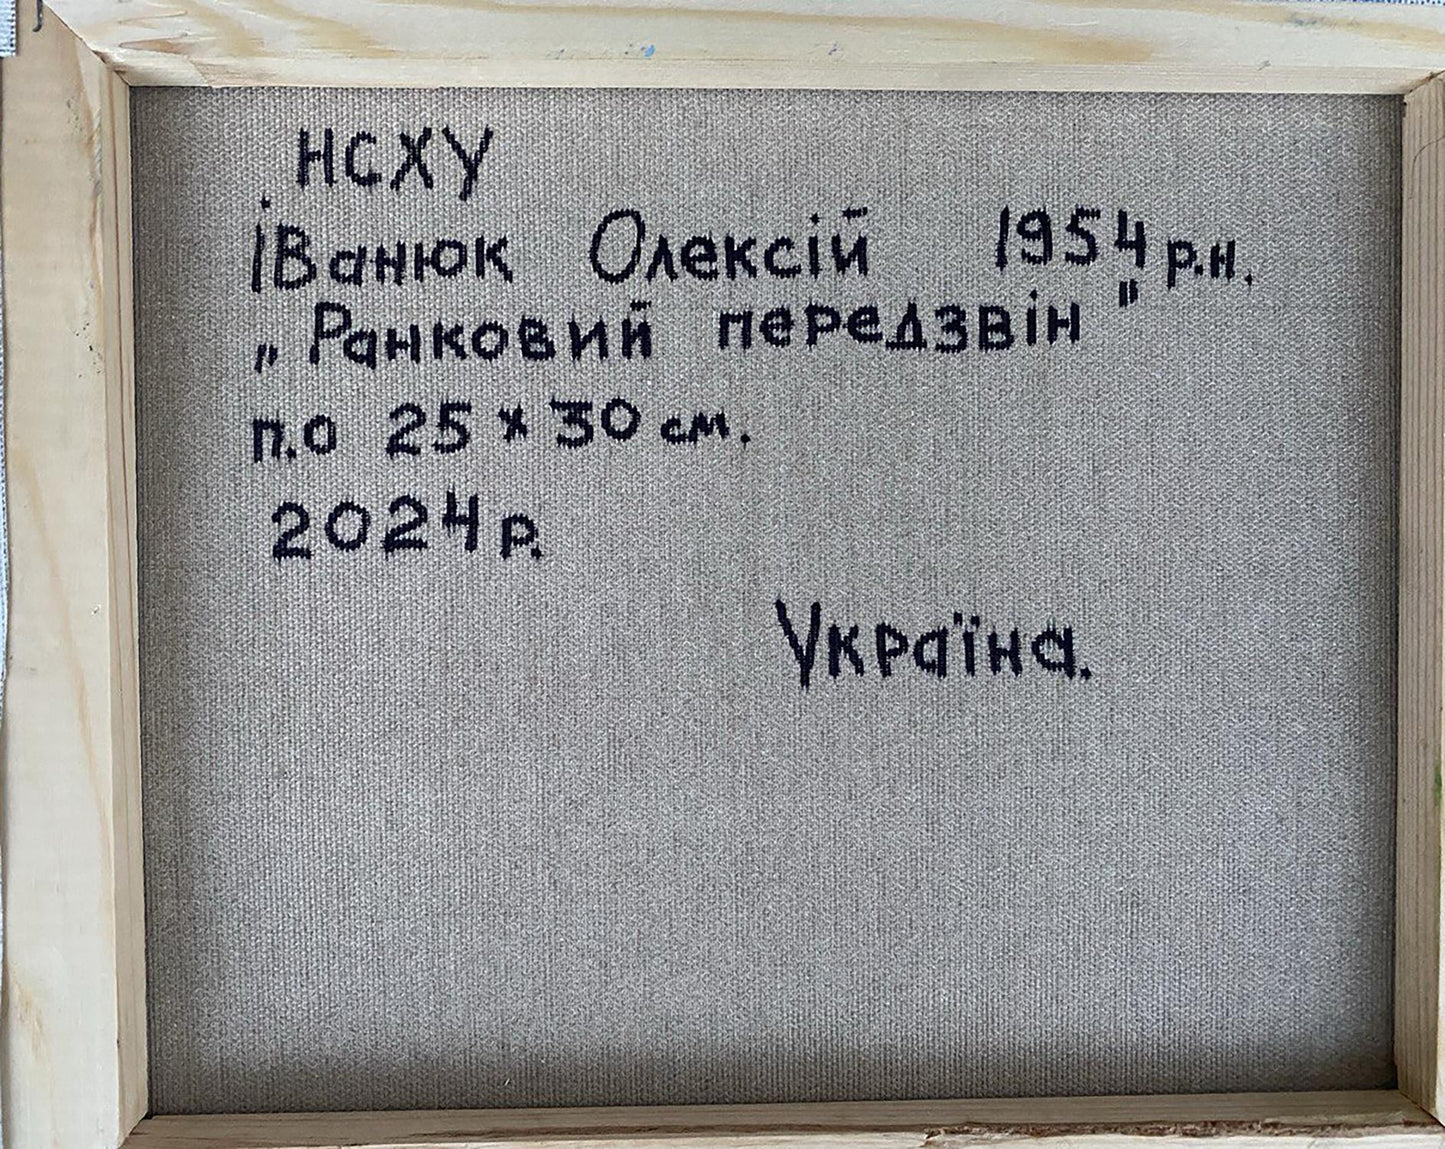 НСХУ
Іванюк Олексій 1954 р.н.
„Ранковий передзвін"
п.о 25 х 30 см.
2024 р.
Україна.